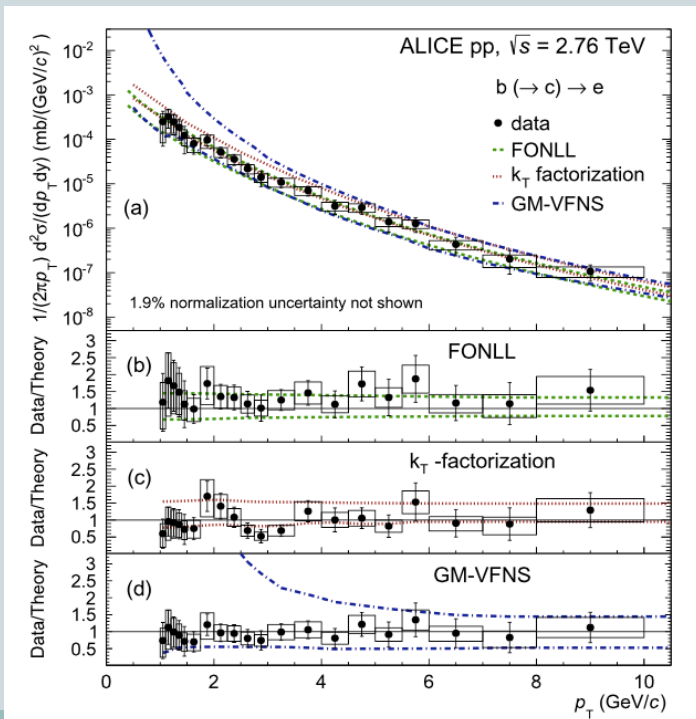 ALICE pp, √s = 2.76 TeV
b (→ c) → e
data
FONLL
k_T factorization
GM-VFNS
1/(2πp_T) d²σ/(dp_T dy) (mb/(GeV/c)²)
10⁻²
10⁻³
10⁻⁴
10⁻⁵
10⁻⁶
10⁻⁷
10⁻⁸
(a)
1.9% normalization uncertainty not shown
Data/Theory
3
2.5
2
1.5
1
0.5
(b)
FONLL
Data/Theory
3
2.5
2
1.5
1
0.5
(c)
k_T -factorization
Data/Theory
3
2.5
2
1.5
1
0.5
(d)
GM-VFNS
0 2 4 6 8 10
p_T (GeV/c)